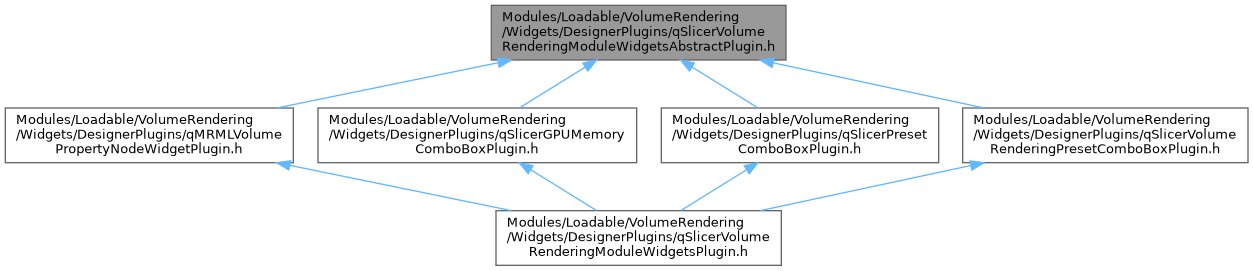 Modules/Loadable/VolumeRendering
/Widgets/DesignerPlugins/qSlicerVolume
RenderingModuleWidgetsAbstractPlugin.h
Modules/Loadable/VolumeRendering
/Widgets/DesignerPlugins/qMRMLVolume
PropertyNodeWidgetPlugin.h
Modules/Loadable/VolumeRendering
/Widgets/DesignerPlugins/qSlicerGPUMemory
ComboBoxPlugin.h
Modules/Loadable/VolumeRendering
/Widgets/DesignerPlugins/qSlicerPreset
ComboBoxPlugin.h
Modules/Loadable/VolumeRendering
/Widgets/DesignerPlugins/qSlicerVolume
RenderingPresetComboBoxPlugin.h
Modules/Loadable/VolumeRendering
/Widgets/DesignerPlugins/qSlicerVolume
RenderingModuleWidgetsPlugin.h